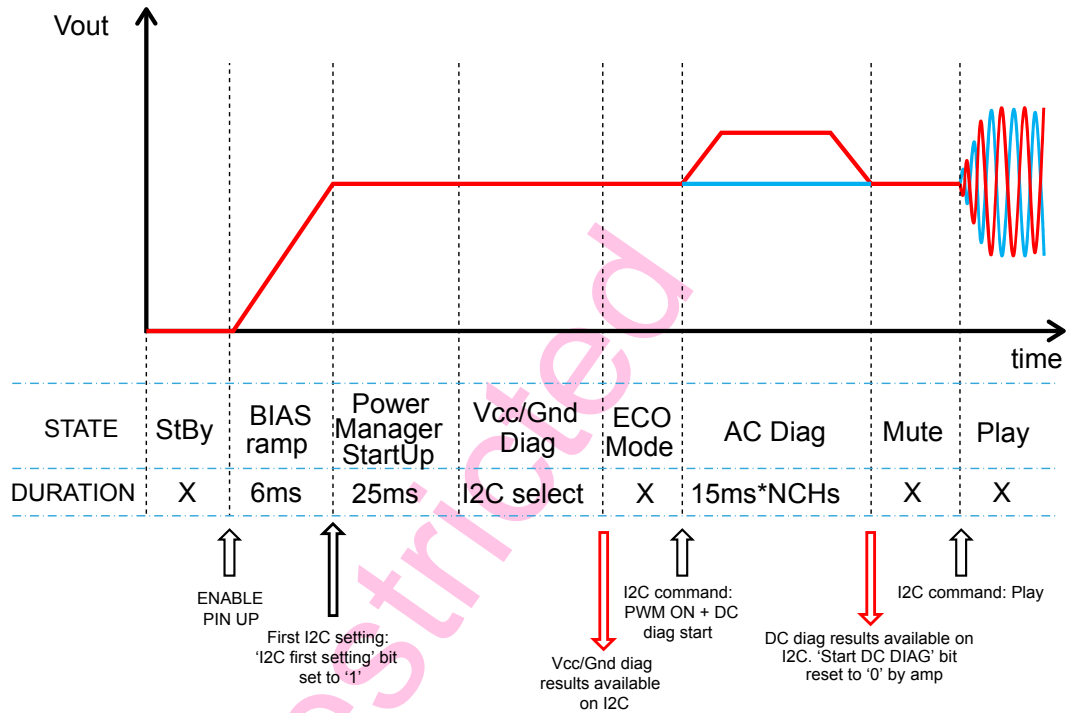 Vout
time
STATE
StBy
BIAS
ramp
Power
Manager
StartUp
Vcc/Gnd
Diag
ECO
Mode
AC Diag
Mute
Play
DURATION
X
6ms
25ms
I2C select
X
15ms*NCHs
X
X
ENABLE
PIN UP
First I2C setting:
'I2C first setting' bit
set to '1'
Vcc/Gnd diag
results available
on I2C
I2C command:
PWM ON + DC
diag start
DC diag results available on
I2C. 'Start DC DIAG' bit
reset to '0' by amp
I2C command: Play
stricted